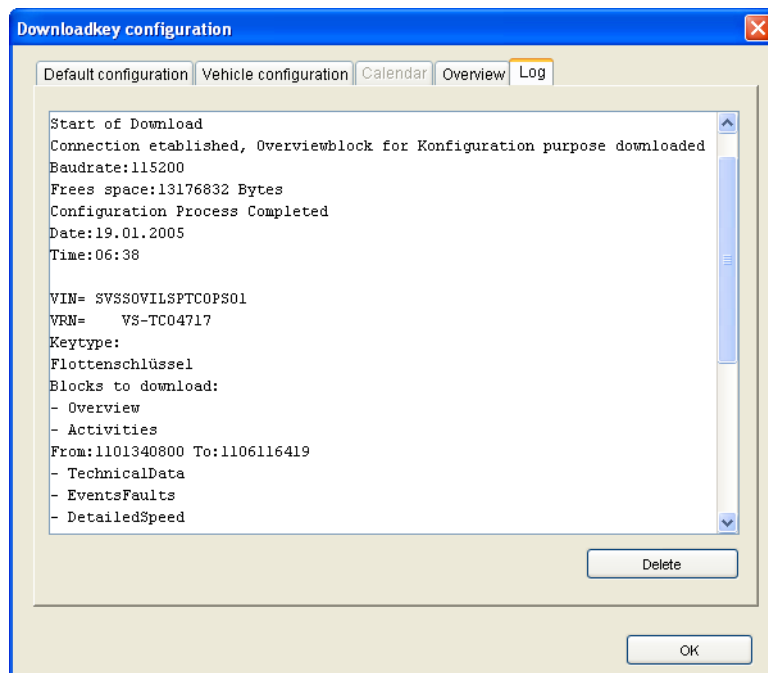 Downloadkey configuration
Default configuration Vehicle configuration Calendar Overview Log
Start of Download
Connection etablished, Overviewblock for Konfiguration purpose downloaded
Baudrate:115200
Frees space:13176832 Bytes
Configuration Process Completed
Date:19.01.2005
Time:06:38
VIN= SVSSOVILSPTCOPS01
VRN= VS-TC04717
Keytype:
Flottenschlüssel
Blocks to download:
- Overview
- Activities
From:1101340800 To:1106116419
- TechnicalData
- EventsFaults
- DetailedSpeed
Delete
OK